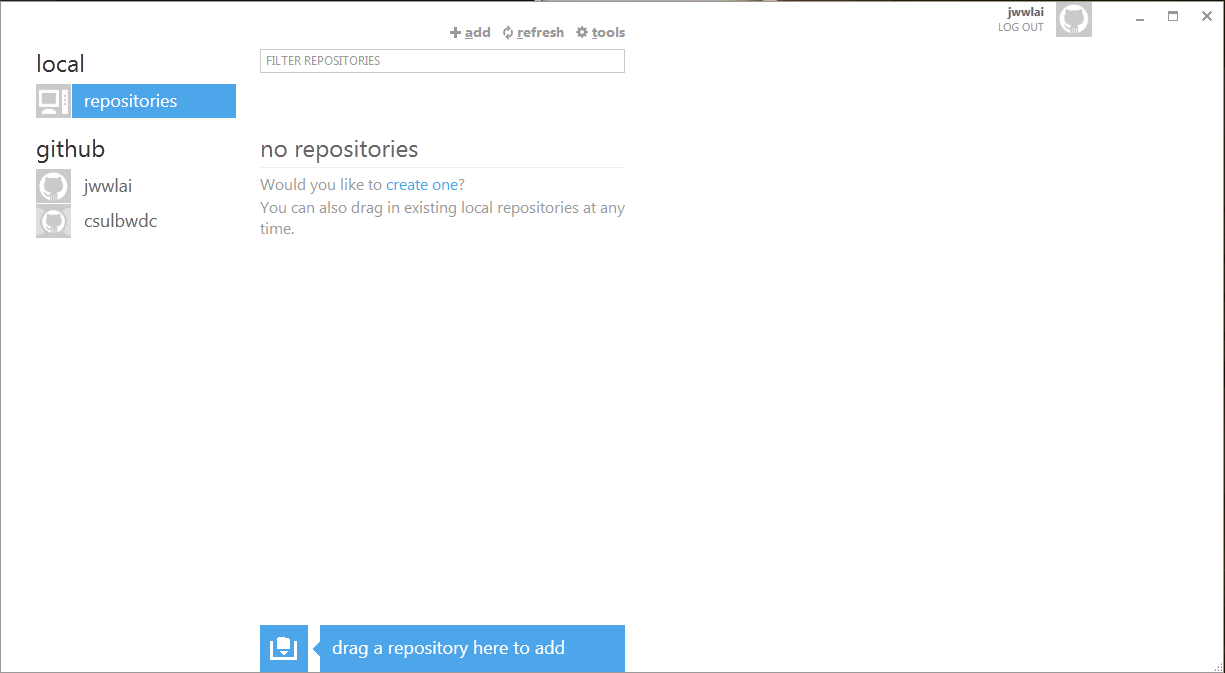 jwwlai
LOG OUT
add refresh tools
local
FILTER REPOSITORIES
repositories
github
no repositories
jwwlai
Would you like to create one?
You can also drag in existing local repositories at any
time.
csulbwdc
drag a repository here to add